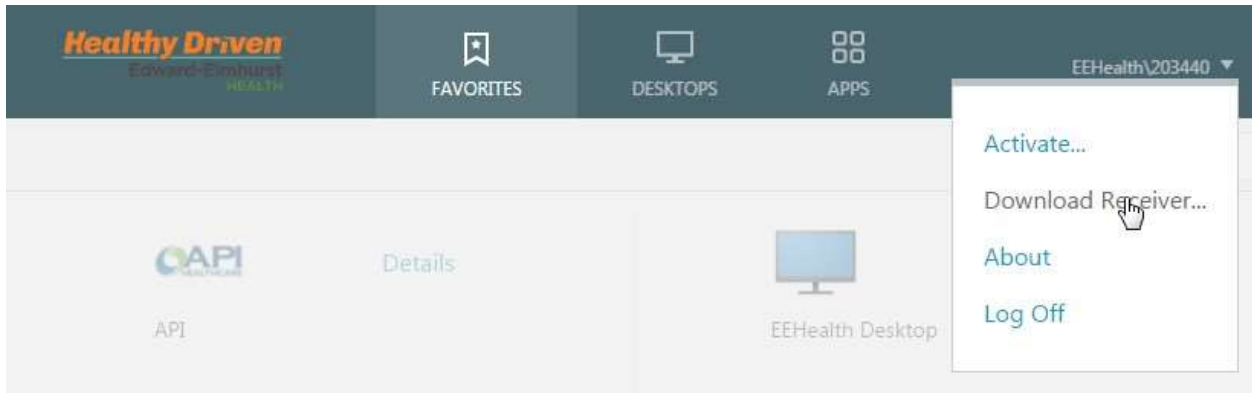 Healthy Driven
Edward-Elmhurst
HEALTH
FAVORITES
DESKTOPS
APPS
EEHealth\203440
Activate...
Download Receiver...
About
Log Off
API
HEALTHCARE
Details
API
EEHealth Desktop